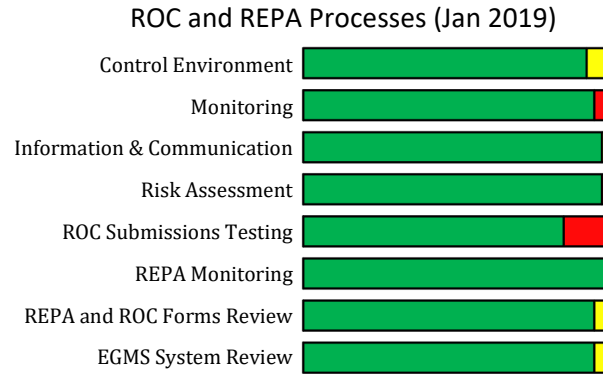 ROC and REPA Processes (Jan 2019)
Control Environment
Monitoring
Information & Communication
Risk Assessment
ROC Submissions Testing
REPA Monitoring
REPA and ROC Forms Review
EGMS System Review